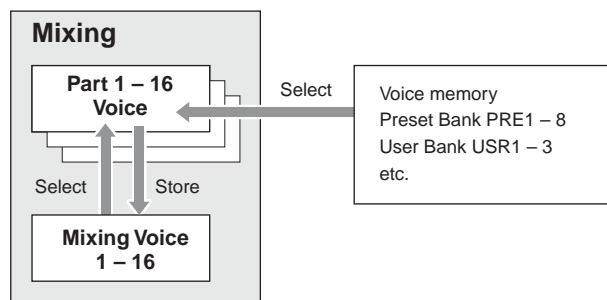 Mixing
Part 1 – 16
Voice
Select
Voice memory
Preset Bank PRE1 – 8
User Bank USR1 – 3
etc.
Select
Store
Mixing Voice
1 – 16